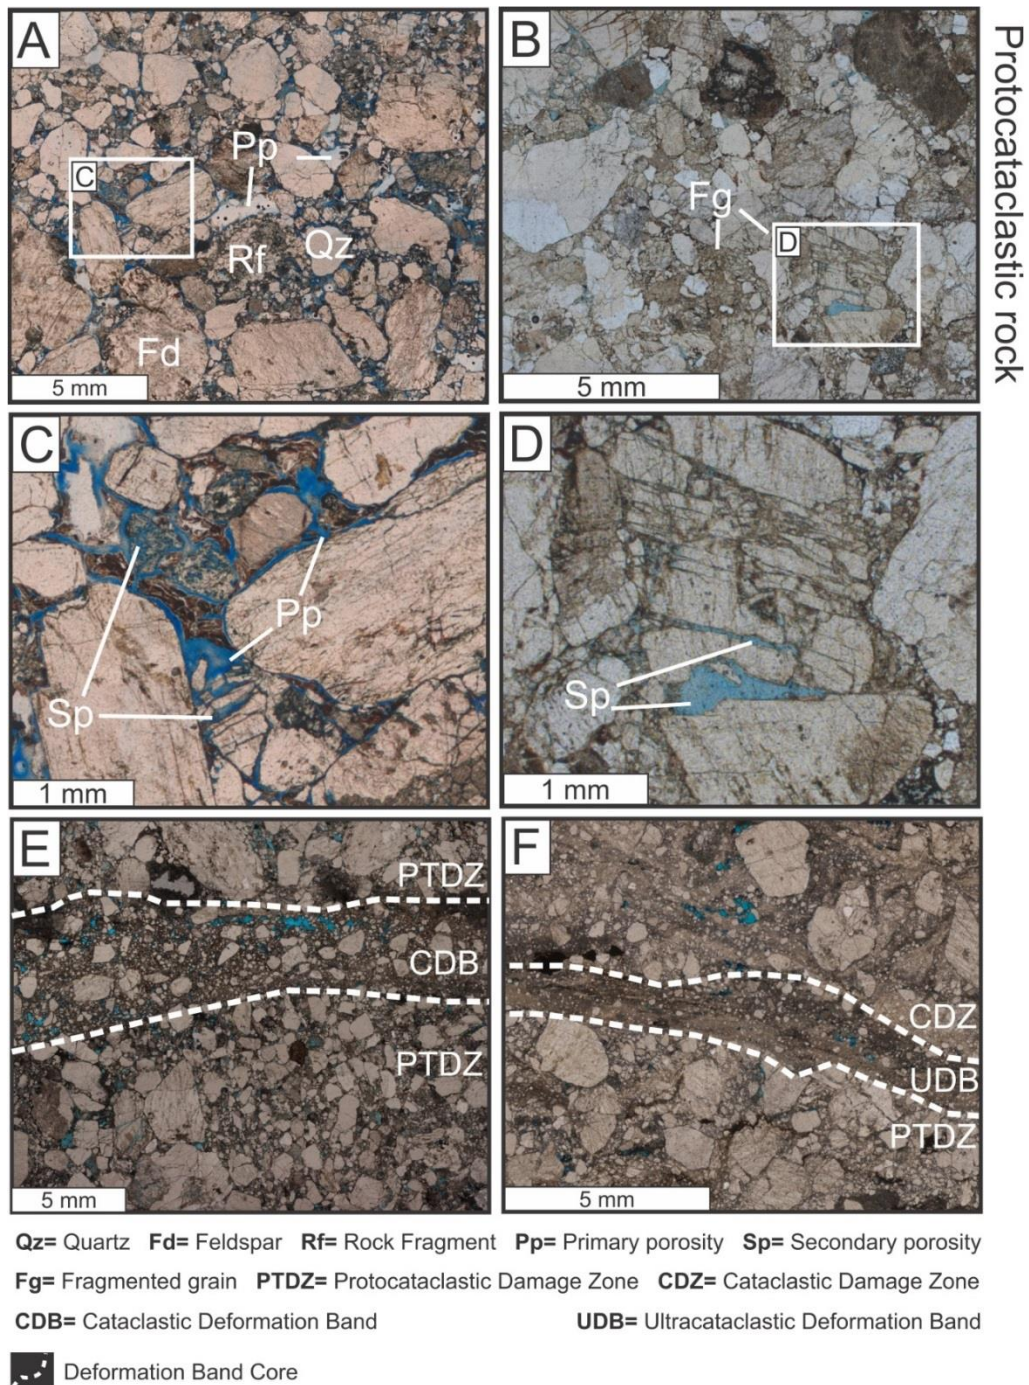 A
Pp
C
Rf
Qz
Fd
5 mm
B
Fg
D
5 mm
Protocataclastic rock
C
Pp
Sp
1 mm
D
Sp
1 mm
E
PTDZ
CDB
PTDZ
5 mm
F
CDZ
UDB
PTDZ
5 mm
Qz= Quartz Fd= Feldspar Rf= Rock Fragment Pp= Primary porosity Sp= Secondary porosity
Fg= Fragmented grain PTDZ= Protocataclastic Damage Zone CDZ= Cataclastic Damage Zone
CDB= Cataclastic Deformation Band UDB= Ultracataclastic Deformation Band
Deformation Band Core